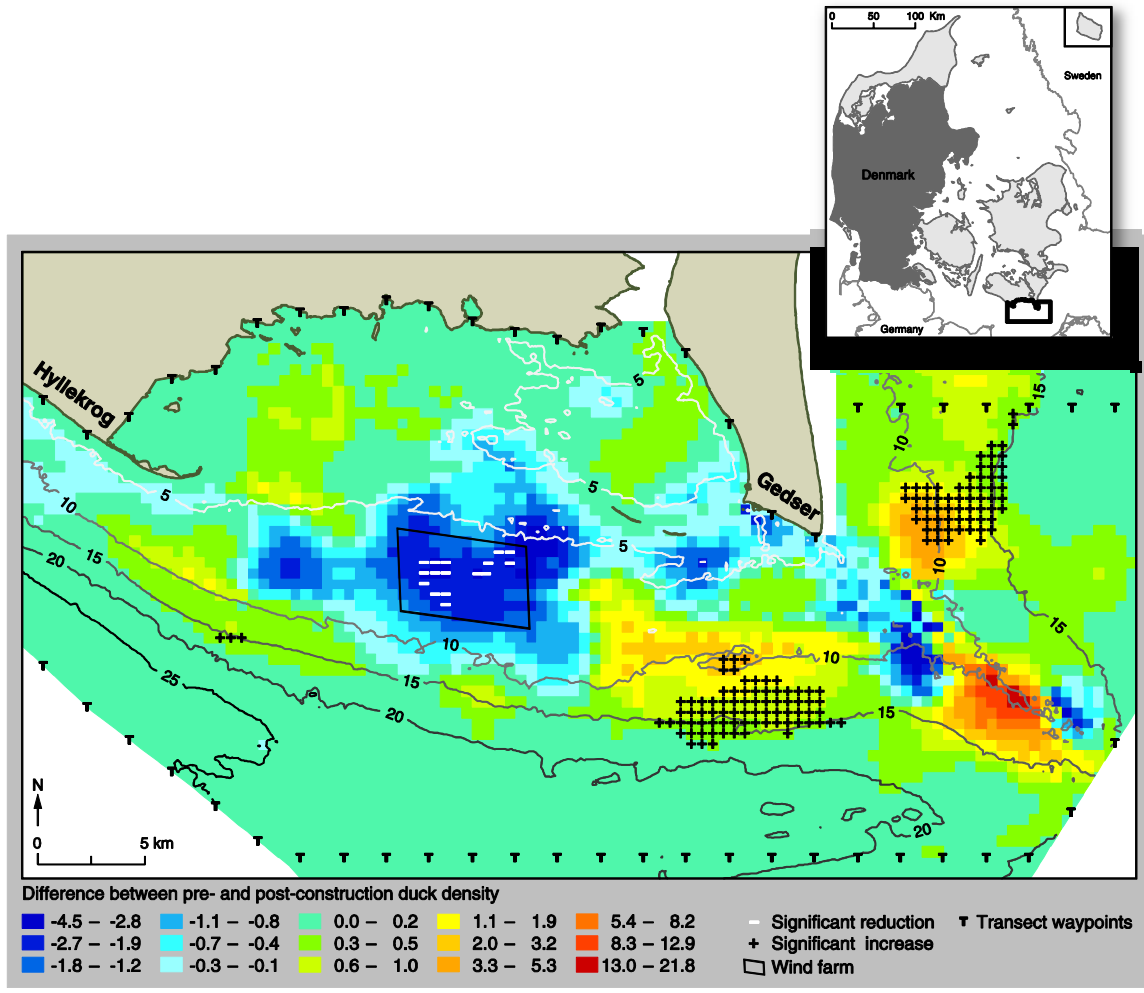 0 50 100 Km
Sweden
Denmark
Germany
Hyllekrog
Gedser
5
5
5
5
10
10
15
20
25
10
15
20
10
15
20
10
10
15
15
N
0 5 km
Difference between pre- and post-construction duck density
-4.5 – -2.8 -1.1 – -0.8 0.0 – 0.2 1.1 – 1.9 5.4 – 8.2 Significant reduction Transect waypoints
-2.7 – -1.9 -0.7 – -0.4 0.3 – 0.5 2.0 – 3.2 8.3 – 12.9 Significant increase
-1.8 – -1.2 -0.3 – -0.1 0.6 – 1.0 3.3 – 5.3 13.0 – 21.8 Wind farm